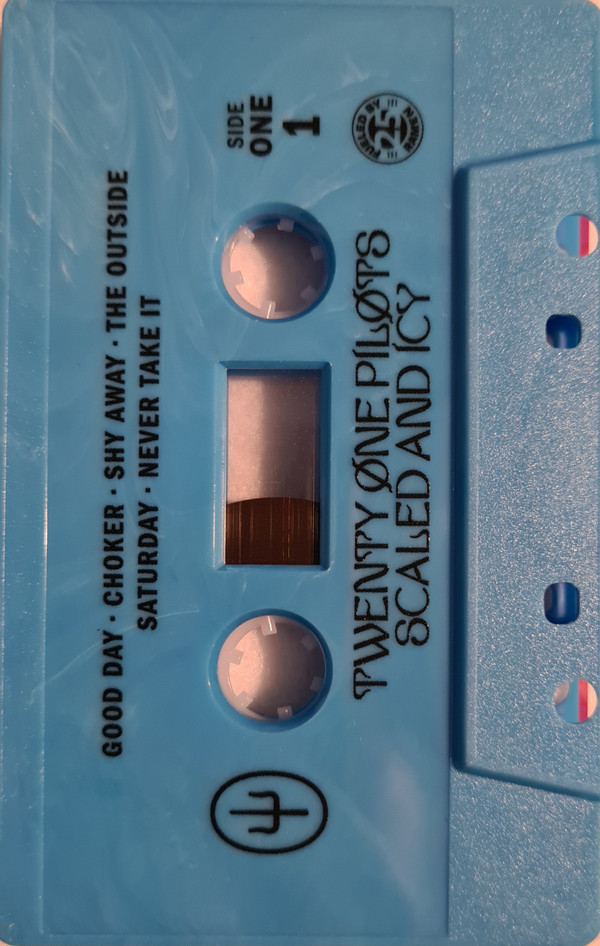 GOOD DAY · CHOKER · SHY AWAY · THE OUTSIDE
SATURDAY · NEVER TAKE IT
SIDE
ONE
1
TWENTY ØNE PILØTS
SCALED AND ICY
FUELED BY
25
RAMEN